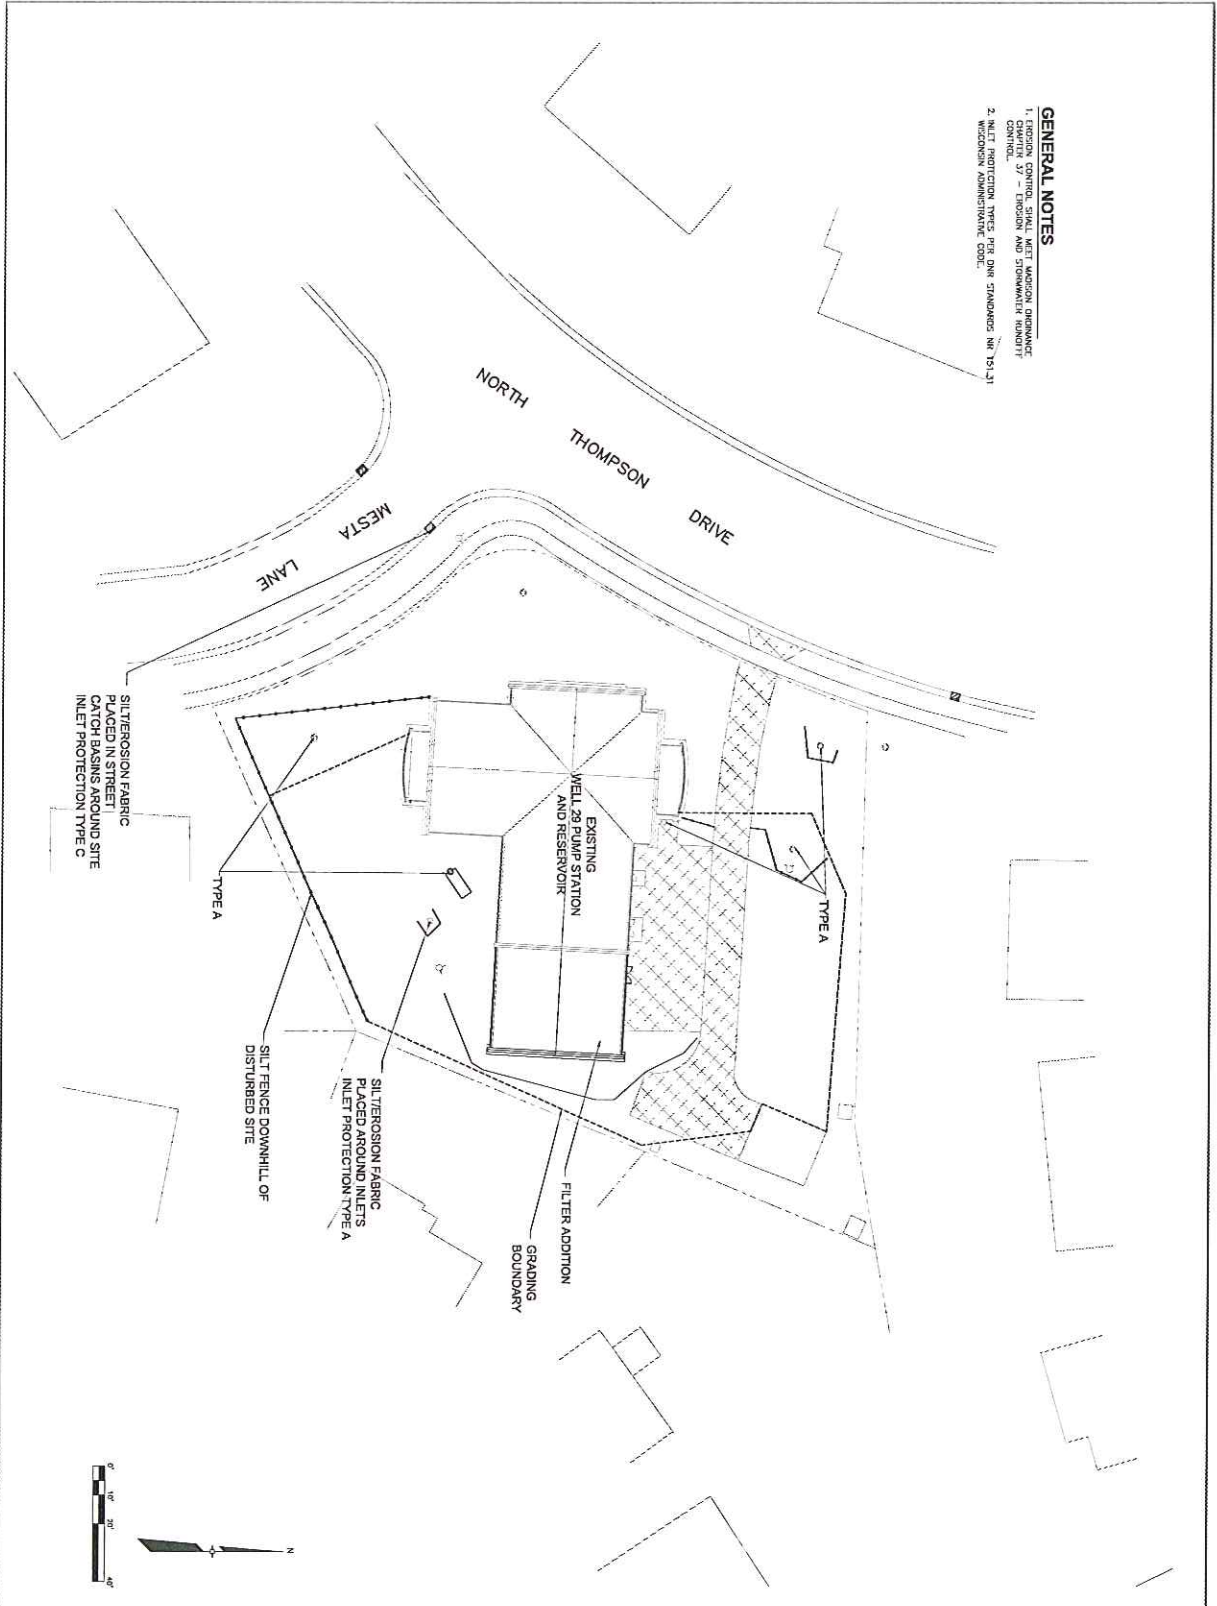 GENERAL NOTES
1. EROSION CONTROL SHALL MEET MADISON ORDINANCE
CHAPTER 37 - EROSION AND STORMWATER RUNOFF
CONTROL.
2. INLET PROTECTION TYPES PER DNR STANDARDS NR 151.31
WISCONSIN ADMINISTRATIVE CODE.
NORTH THOMPSON DRIVE
MESTA LANE
EXISTING
WELL 29 PUMP STATION
AND RESERVOIR
TYPE A
TYPE A
SILT/EROSION FABRIC
PLACED IN STREET
CATCH BASINS AROUND SITE
INLET PROTECTION TYPE C
SILT FENCE DOWNHILL OF
DISTURBED SITE
SILT/EROSION FABRIC
PLACED AROUND INLETS
INLET PROTECTION TYPE A
FILTER ADDITION
GRADING
BOUNDARY
0' 10' 20' 40'
N